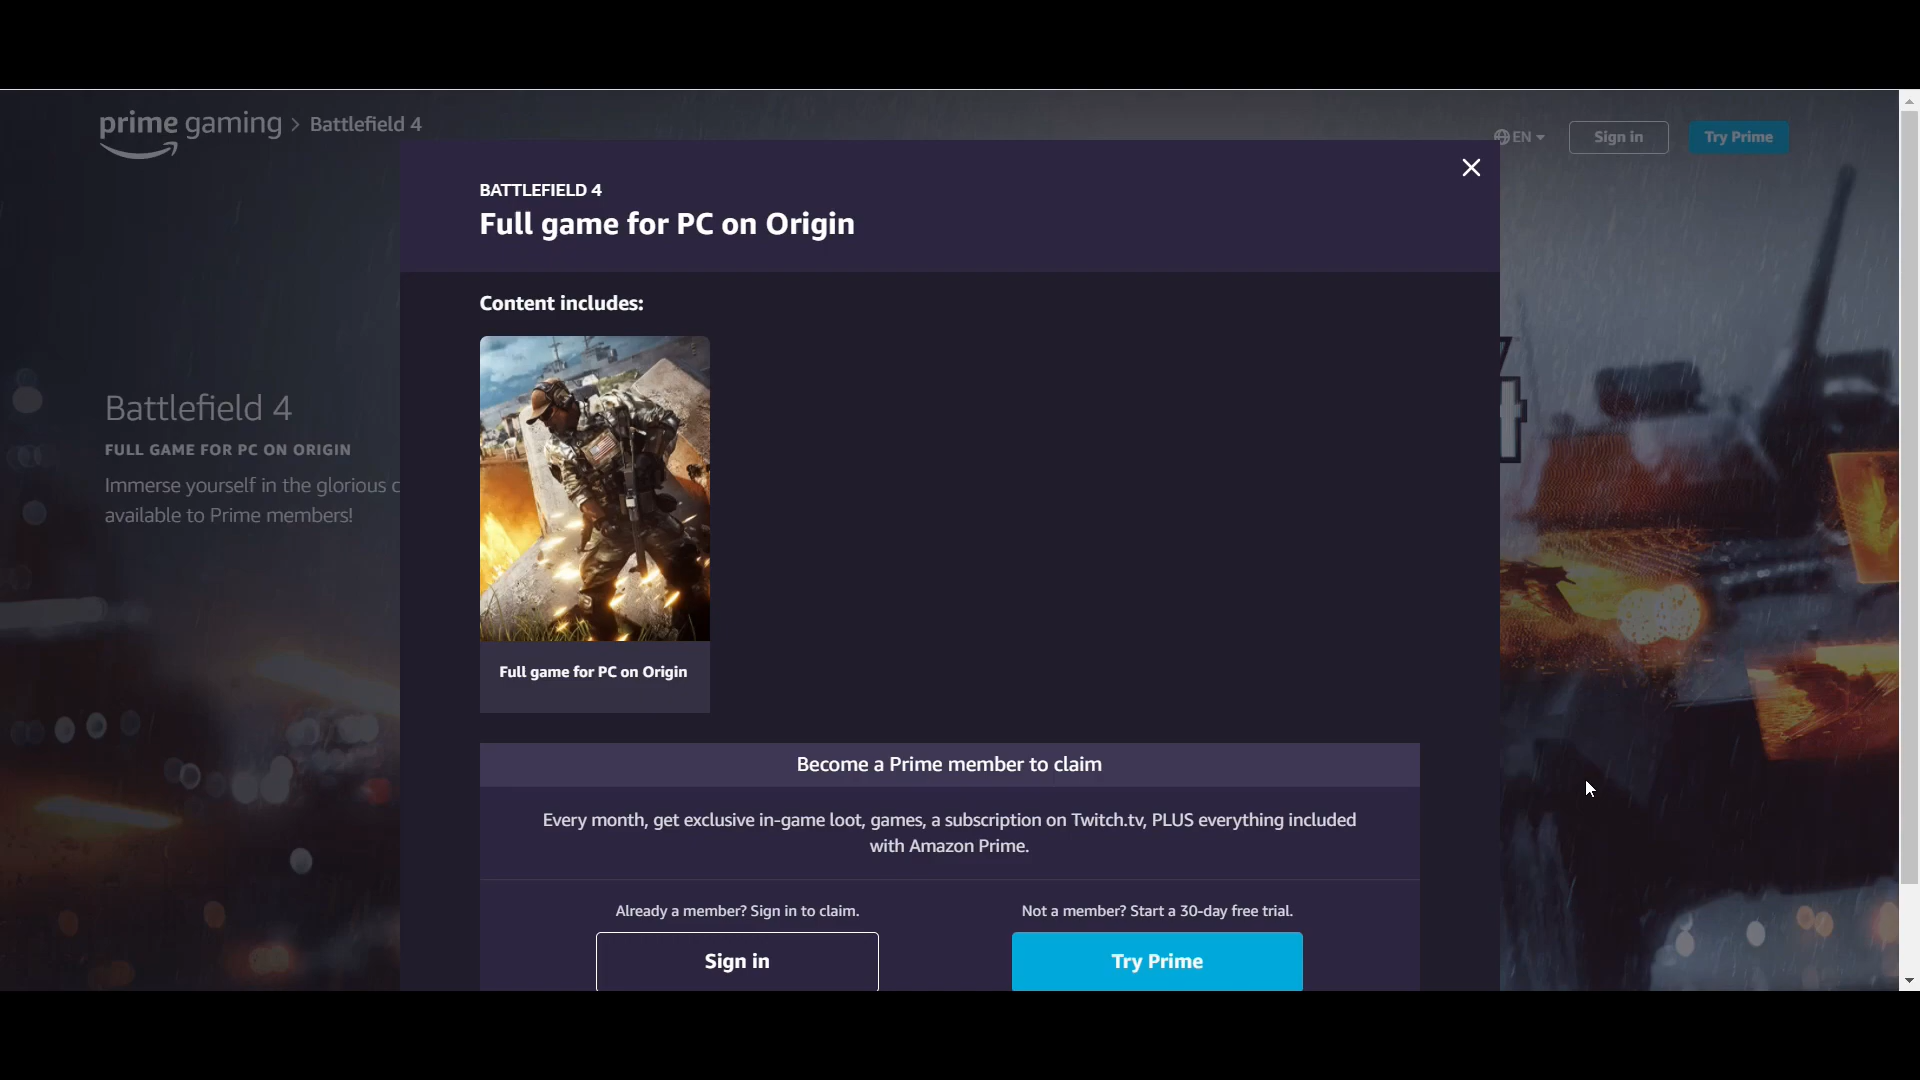 prime gaming > Battlefield 4
EN
Sign in
Try Prime
BATTLEFIELD 4
Full game for PC on Origin
Content includes:
Battlefield 4
FULL GAME FOR PC ON ORIGIN
Immerse yourself in the glorious
available to Prime members!
Full game for PC on Origin
Become a Prime member to claim
Every month, get exclusive in-game loot, games, a subscription on Twitch.tv, PLUS everything included
with Amazon Prime.
Already a member? Sign in to claim.
Not a member? Start a 30-day free trial.
Sign in
Try Prime